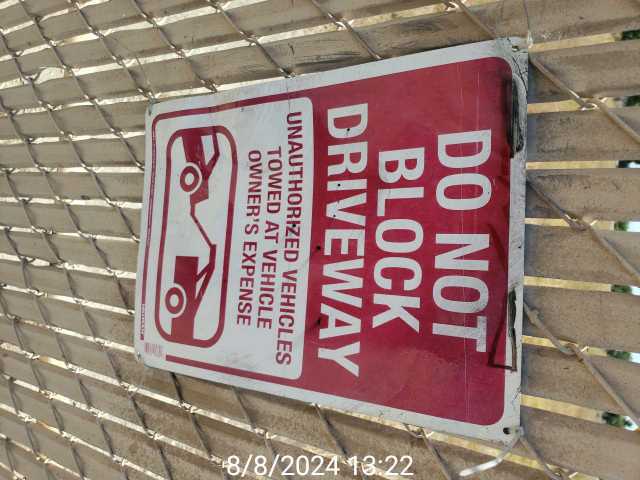 DO NOT
BLOCK
DRIVEWAY
UNAUTHORIZED VEHICLES
TOWED AT VEHICLE
OWNER'S EXPENSE
8/8/2024 13:22